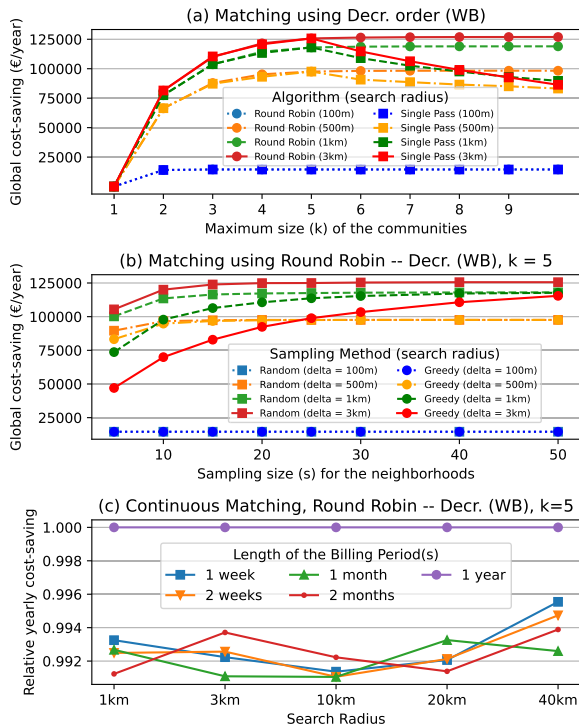 (a) Matching using Decr. order (WB)
Global cost-saving (€/year)
125000
100000
75000
50000
25000
Algorithm (search radius)
Round Robin (100m) Single Pass (100m)
Round Robin (500m) Single Pass (500m)
Round Robin (1km) Single Pass (1km)
Round Robin (3km) Single Pass (3km)
1 2 3 4 5 6 7 8 9
Maximum size (k) of the communities
(b) Matching using Round Robin -- Decr. (WB), k = 5
Global cost-saving (€/year)
125000
100000
75000
50000
25000
Sampling Method (search radius)
Random (delta = 100m) Greedy (delta = 100m)
Random (delta = 500m) Greedy (delta = 500m)
Random (delta = 1km) Greedy (delta = 1km)
Random (delta = 3km) Greedy (delta = 3km)
10 20 30 40 50
Sampling size (s) for the neighborhoods
(c) Continuous Matching, Round Robin -- Decr. (WB), k=5
Relative yearly cost-saving
1.000
0.998
0.996
0.994
0.992
Length of the Billing Period(s)
1 week 1 month 1 year
2 weeks 2 months
1km 3km 10km 20km 40km
Search Radius